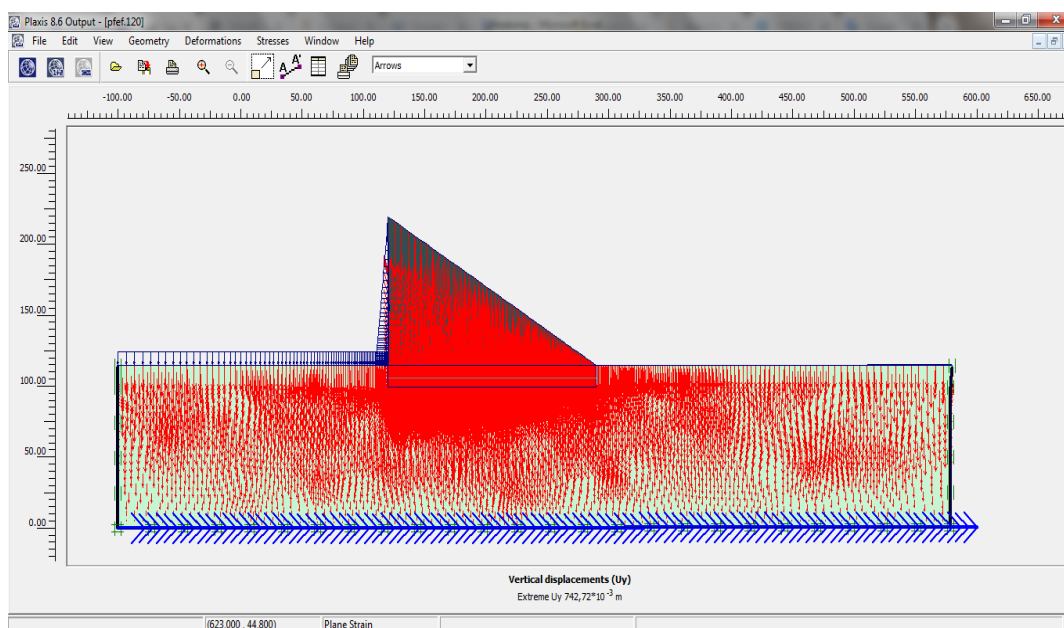 Plaxis 8.6 Output - [pfef.120]
File Edit View Geometry Deformations Stresses Window Help
A A' Arrows
-100.00 -50.00 0.00 50.00 100.00 150.00 200.00 250.00 300.00 350.00 400.00 450.00 500.00 550.00 600.00 650.00
250.00
200.00
150.00
100.00
50.00
0.00
Vertical displacements (Uy)
Extreme Uy 742,72*10 -3 m
(623.000 , 44.800) Plane Strain